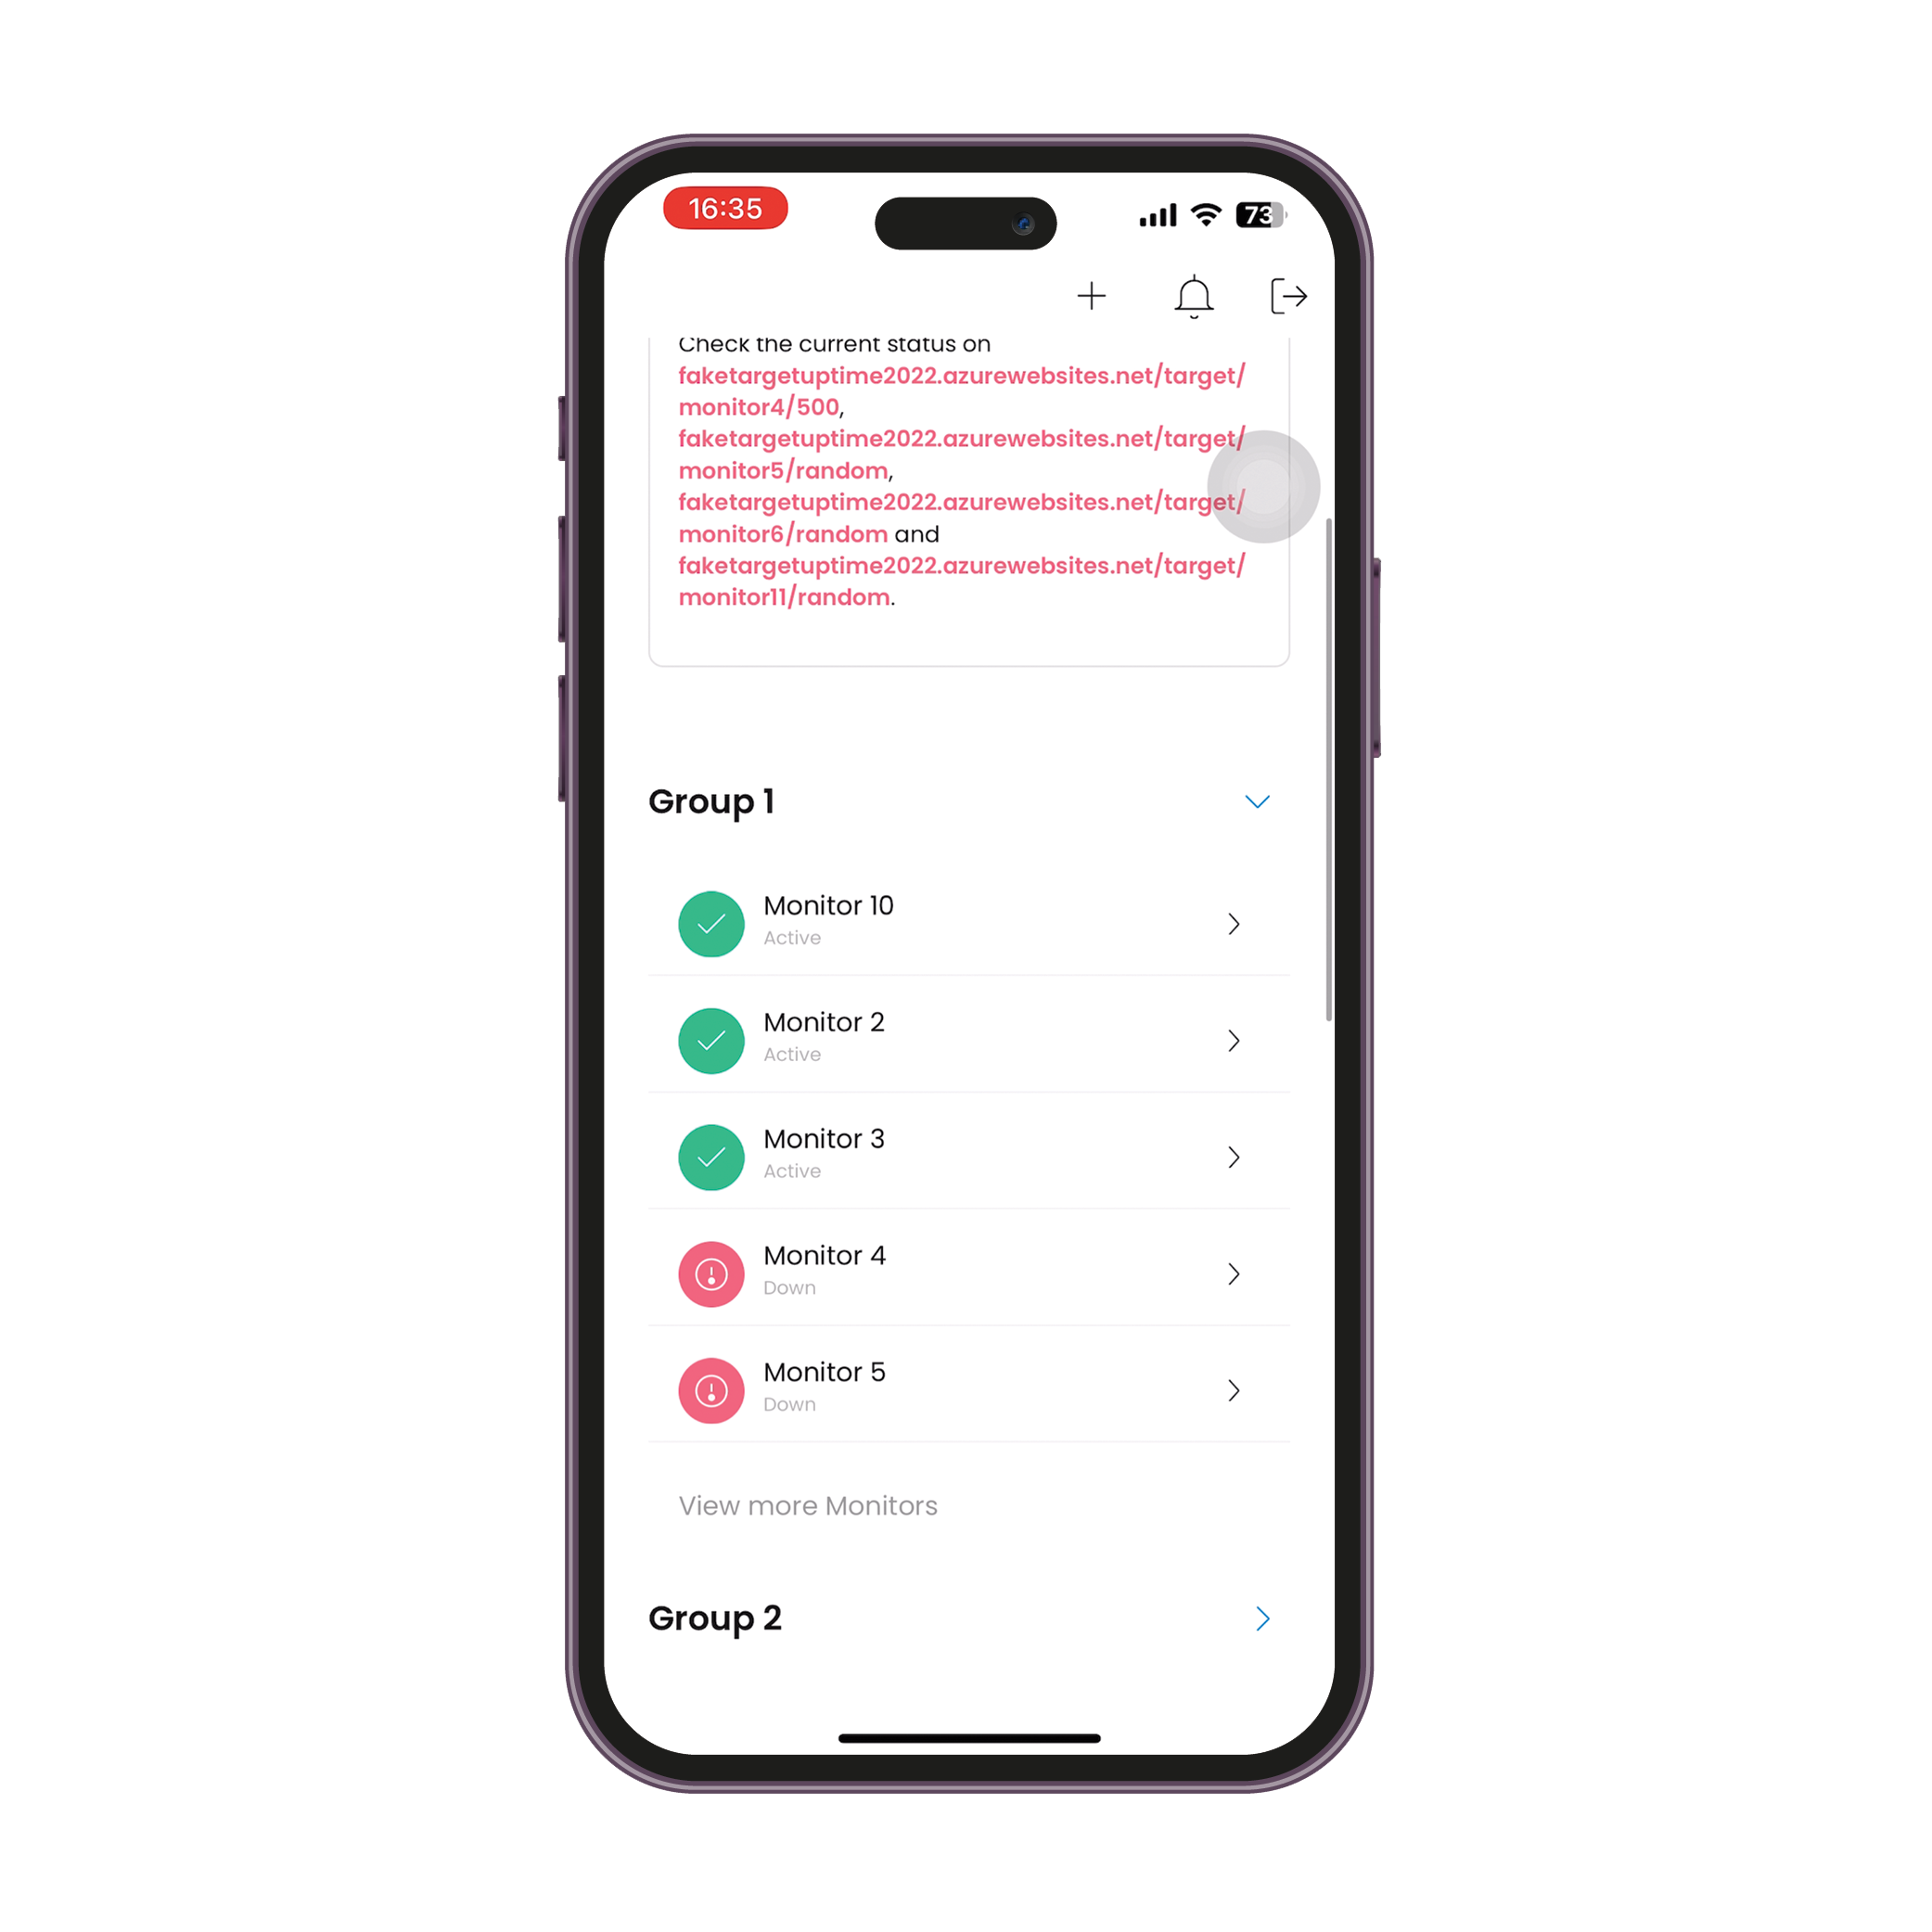 16:35
73
Check the current status on
faketargetuptime2022.azurewebsites.net/target/
monitor4/500,
faketargetuptime2022.azurewebsites.net/target/
monitor5/random,
faketargetuptime2022.azurewebsites.net/target/
monitor6/random and
faketargetuptime2022.azurewebsites.net/target/
monitor11/random.
Group 1
Monitor 10
Active
Monitor 2
Active
Monitor 3
Active
Monitor 4
Down
Monitor 5
Down
View more Monitors
Group 2